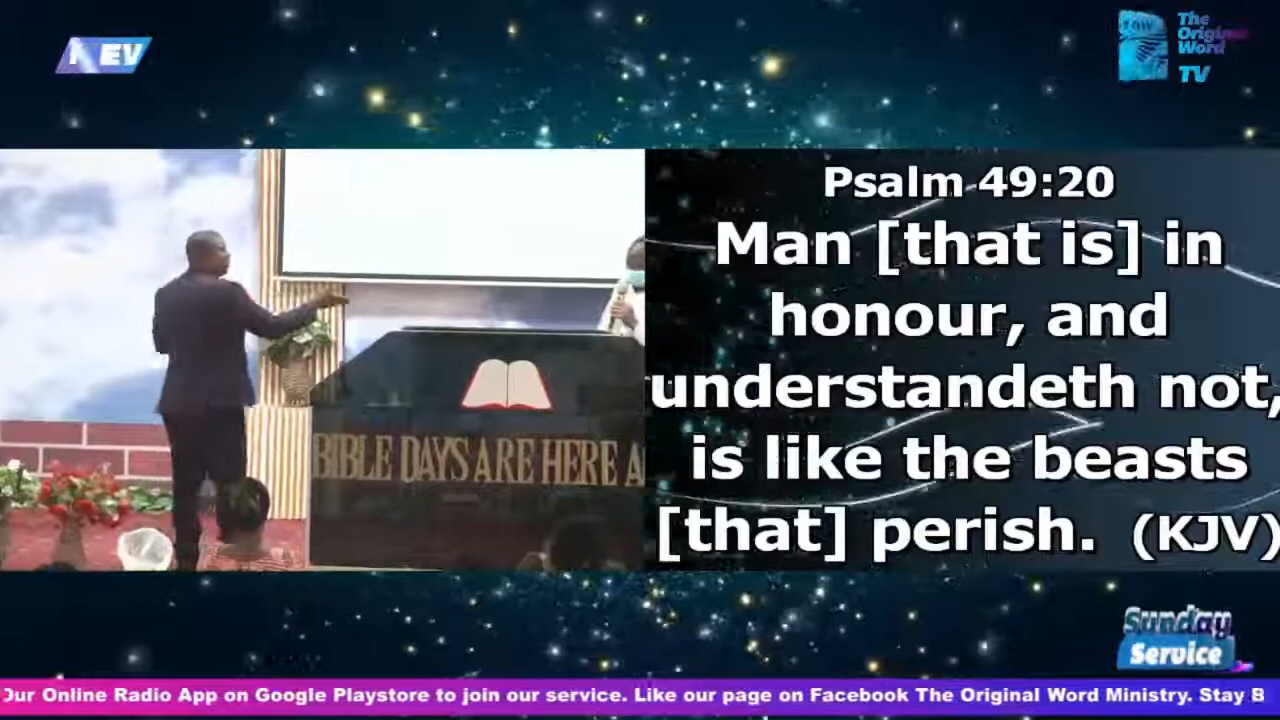 NEV
The
Original
Word
TV
Psalm 49:20
Man [that is] in
honour, and
understandeth not,
is like the beasts
[that] perish. (KJV)
BIBLE DAYS ARE HERE A
Sunday
Service
Our Online Radio App on Google Playstore to join our service. Like our page on Facebook The Original Word Ministry. Stay B